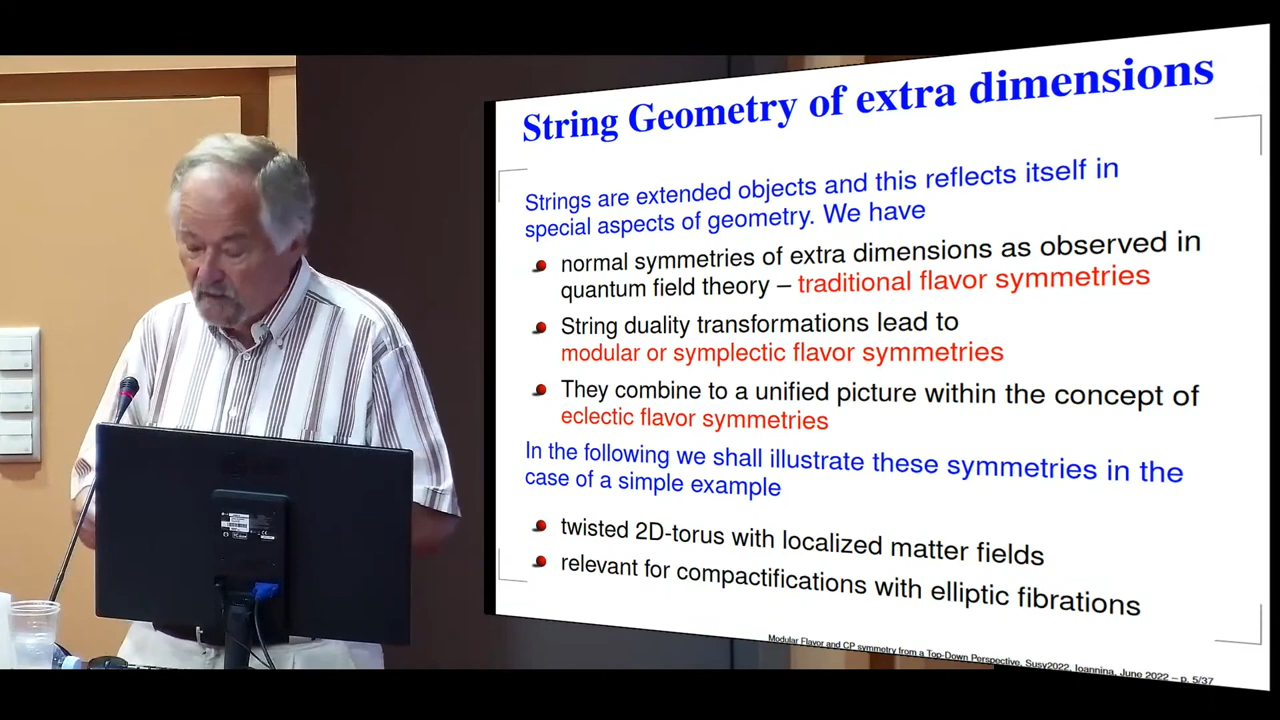 String Geometry of extra dimensions
Strings are extended objects and this reflects itself in
special aspects of geometry. We have
normal symmetries of extra dimensions as observed in
quantum field theory – traditional flavor symmetries
String duality transformations lead to
modular or symplectic flavor symmetries
They combine to a unified picture within the concept of
eclectic flavor symmetries
In the following we shall illustrate these symmetries in the
case of a simple example
twisted 2D-torus with localized matter fields
relevant for compactifications with elliptic fibrations
Modular Flavor and CP symmetry from a Top-Down Perspective, Susy2022, Ioannina, June 2022 – p. 5/37